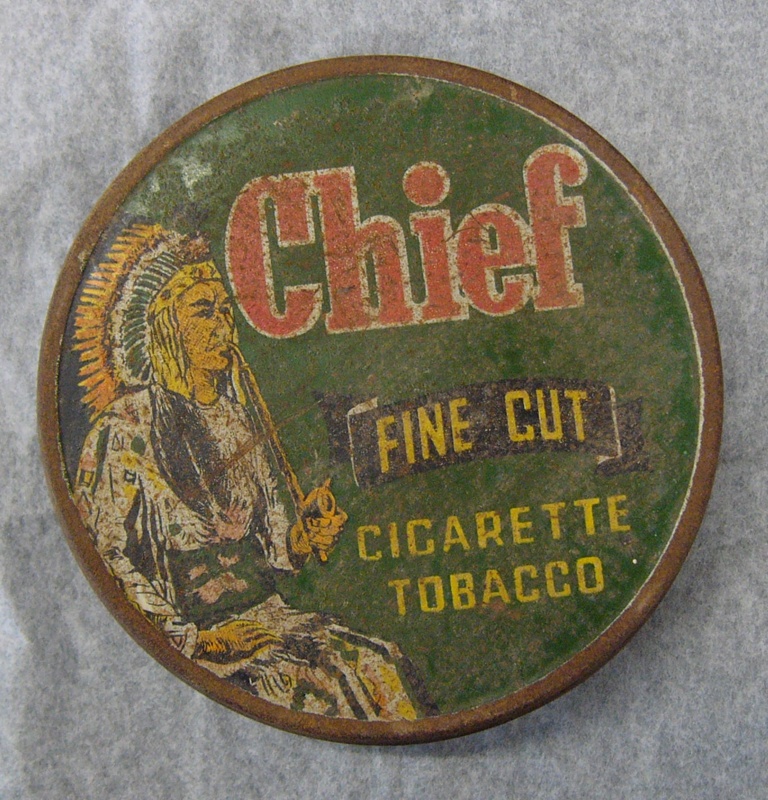 Chief
FINE CUT
CIGARETTE
TOBACCO